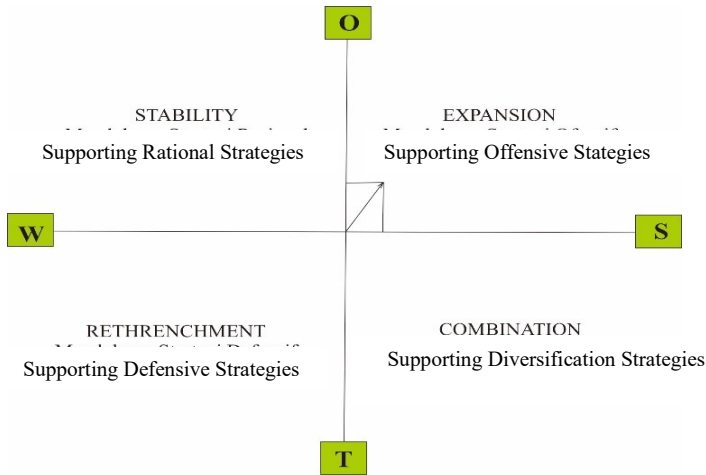 O
STABILITY
EXPANSION
Supporting Rational Strategies
Supporting Offensive Stategies
W
S
RETHRENCHMENT
COMBINATION
Supporting Defensive Strategies
Supporting Diversification Strategies
T